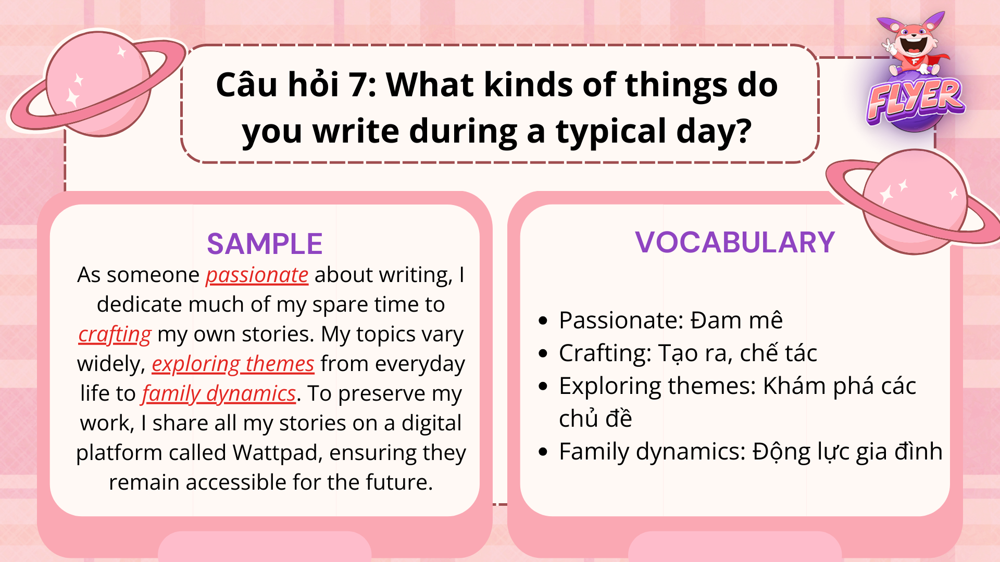 FLYER
Câu hỏi 7: What kinds of things do
you write during a typical day?
SAMPLE
As someone passionate about writing, I
dedicate much of my spare time to
crafting my own stories. My topics vary
widely, exploring themes from everyday
life to family dynamics. To preserve my
work, I share all my stories on a digital
platform called Wattpad, ensuring they
remain accessible for the future.
VOCABULARY
• Passionate: Đam mê
• Crafting: Tạo ra, chế tác
• Exploring themes: Khám phá các
chủ đề
• Family dynamics: Động lực gia đình